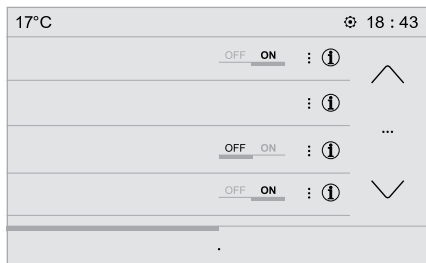 17°C 18 : 43
OFF ON : i
: i
...
OFF ON : i
OFF ON : i
.